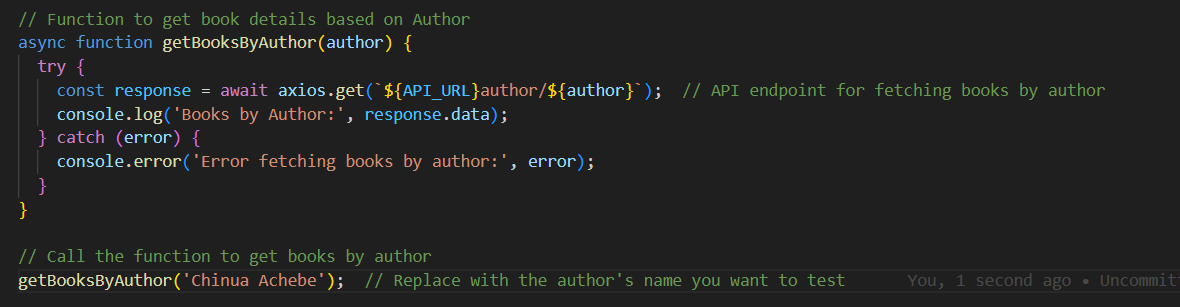 // Function to get book details based on Author
async function getBooksByAuthor(author) {
try {
const response = await axios.get(`${API_URL}author/${author}`);  // API endpoint for fetching books by author
console.log('Books by Author:', response.data);
} catch (error) {
console.error('Error fetching books by author:', error);
}
}
// Call the function to get books by author
getBooksByAuthor('Chinua Achebe');  // Replace with the author's name you want to test You, 1 second ago • Uncommit